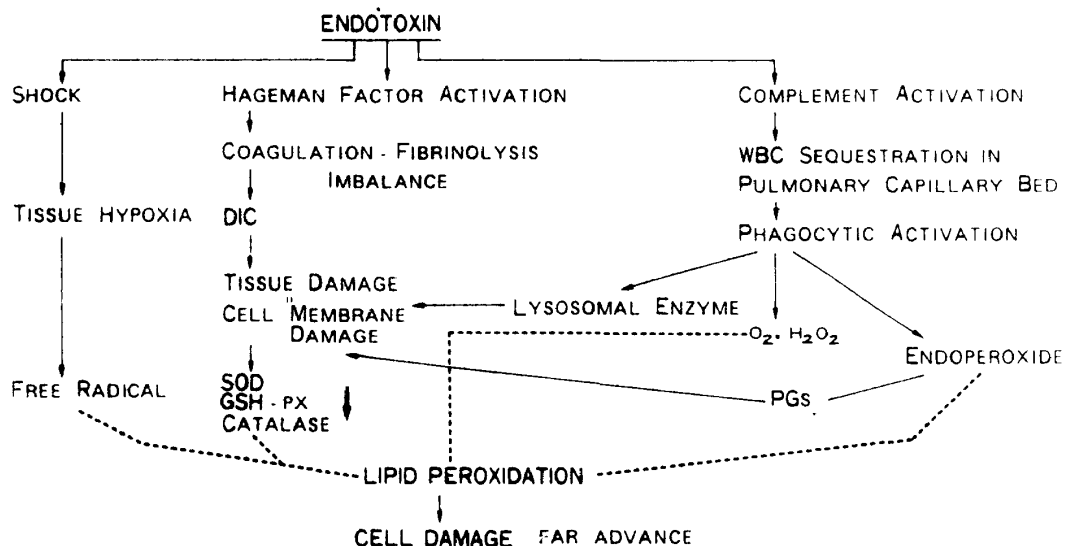 ENDOTOXIN
SHOCK
HAGEMAN FACTOR ACTIVATION
COMPLEMENT ACTIVATION
COAGULATION - FIBRINOLYSIS
IMBALANCE
WBC SEQUESTRATION IN
PULMONARY CAPILLARY BED
TISSUE HYPOXIA
DIC
PHAGOCYTIC ACTIVATION
TISSUE DAMAGE
"
CELL MEMBRANE
DAMAGE
LYSOSOMAL ENZYME
O₂· H₂O₂
ENDOPEROXIDE
FREE RADICAL
SOD
GSH - PX
CATALASE
PGS
LIPID PEROXIDATION
CELL DAMAGE FAR ADVANCE